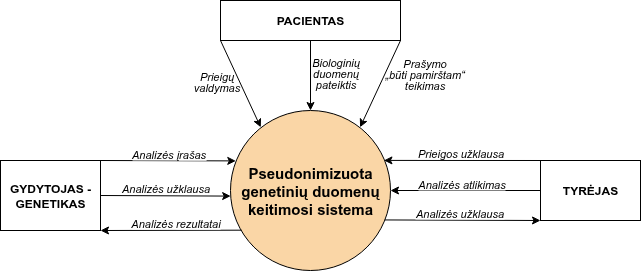 PACIENTAS
Prieigų
valdymas
Biologinių
duomenų
pateiktis
Prašymo
„būti pamirštam“
teikimas
GYDYTOJAS -
GENETIKAS
Analizės įrašas
Analizės užklausa
Analizės rezultatai
Pseudonimizuota
genetinių duomenų
keitimosi sistema
Prieigos užklausa
Analizės atlikimas
Analizės užklausa
TYRĖJAS